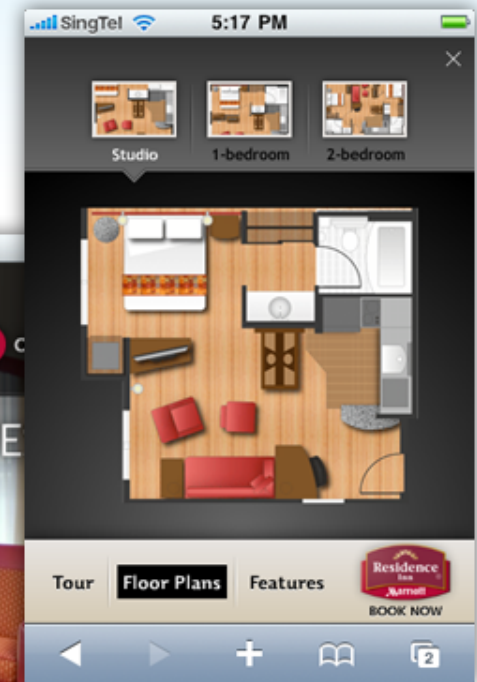 SingTel 5:17 PM
Studio 1-bedroom 2-bedroom
E
Tour Floor Plans Features
Residence
Inn
Marriott
BOOK NOW
2